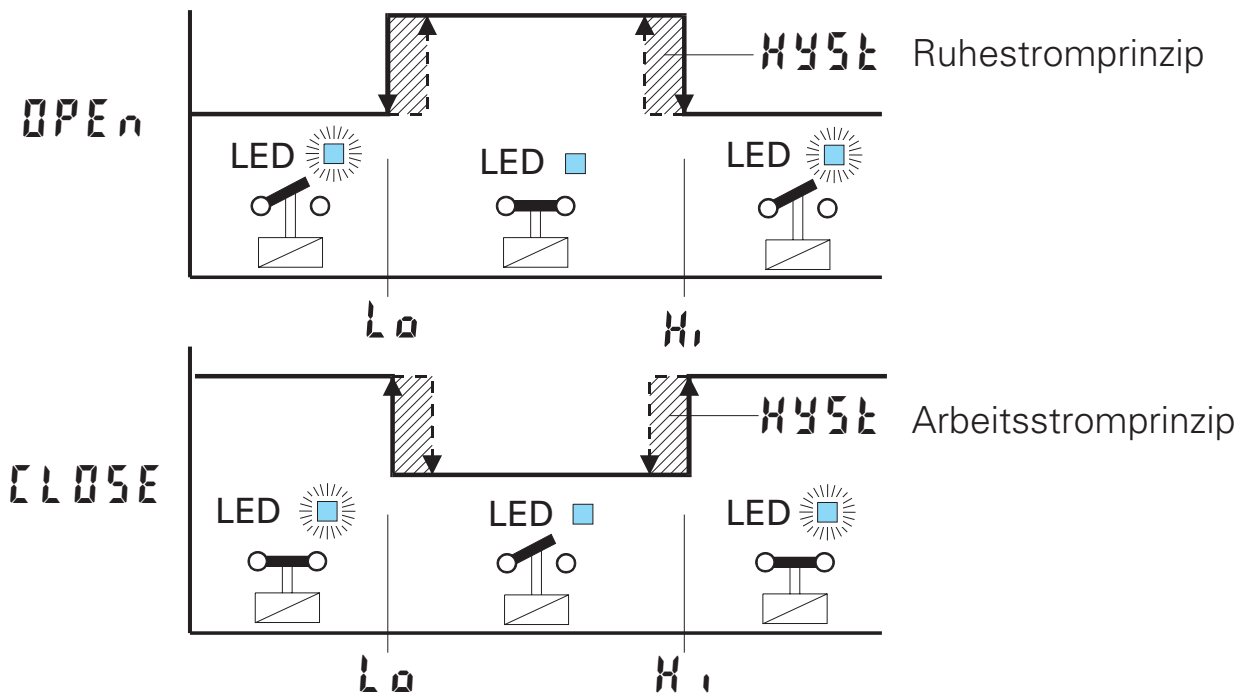 HYSt Ruhestromprinzip
OPEn
LED LED LED
Lo Hi
HYSt Arbeitsstromprinzip
CLOSE
LED LED LED
Lo Hi